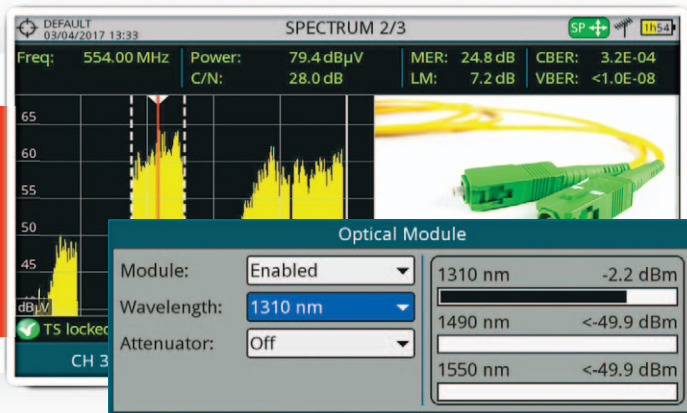 DEFAULT
03/04/2017 13:33
SPECTRUM 2/3
SP
1h54
Freq: 554.00 MHz Power: 79.4 dBµV MER: 24.8 dB CBER: 3.2E-04
C/N: 28.0 dB LM: 7.2 dB VBER: <1.0E-08
65
60
55
50
45
dBµV
TS locked
CH 3
Optical Module
Module: Enabled
Wavelength: 1310 nm
Attenuator: Off
1310 nm -2.2 dBm
1490 nm <-49.9 dBm
1550 nm <-49.9 dBm